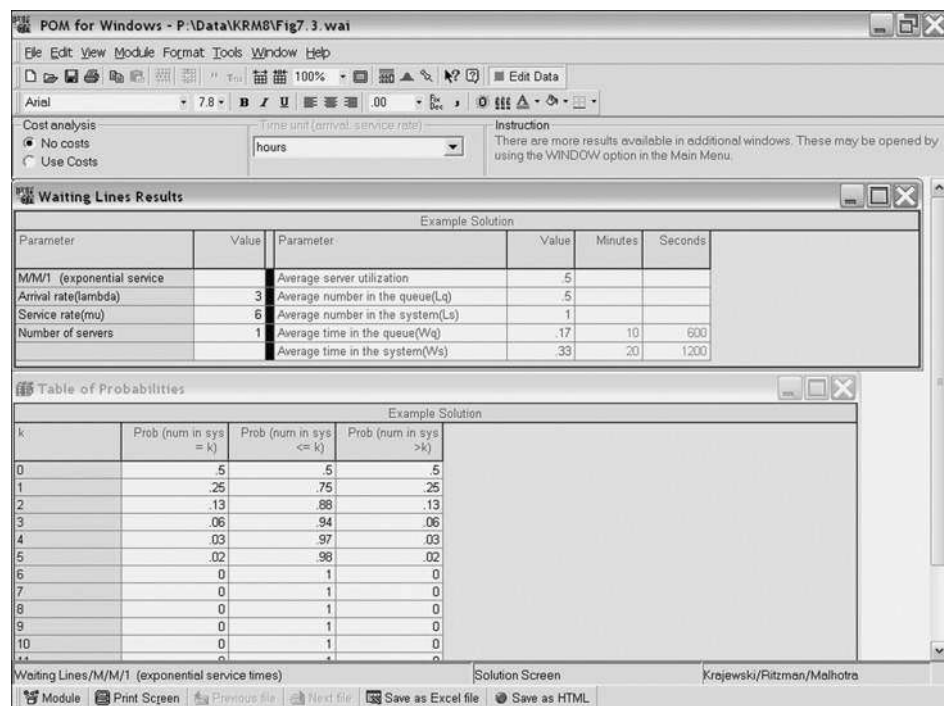 POM for Windows - P:\Data\KRM8\Fig7.3.wai
File Edit View Module Format Tools Window Help
100% Edit Data
Arial 7.8 B I U .00 Fix Dec , 0
Cost analysis
No costs
Use Costs
Time unit (arrival, service rate)
hours
Instruction
There are more results available in additional windows. These may be opened by
using the WINDOW option in the Main Menu.
Waiting Lines Results
Example Solution
Parameter Value Parameter Value Minutes Seconds
M/M/1 (exponential service Average server utilization .5
Arrival rate(lambda) 3 Average number in the queue(Lq) .5
Service rate(mu) 6 Average number in the system(Ls) 1
Number of servers 1 Average time in the queue(Wq) .17 10 600
Average time in the system(Ws) .33 20 1200
Table of Probabilities
Example Solution
k Prob (num in sys = k) Prob (num in sys <= k) Prob (num in sys >k)
0 .5 .5 .5
1 .25 .75 .25
2 .13 .88 .13
3 .06 .94 .06
4 .03 .97 .03
5 .02 .98 .02
6 0 1 0
7 0 1 0
8 0 1 0
9 0 1 0
10 0 1 0
Waiting Lines/M/M/1 (exponential service times) Solution Screen Krajewski/Ritzman/Malhotra
Module Print Screen Previous file Next file Save as Excel file Save as HTML